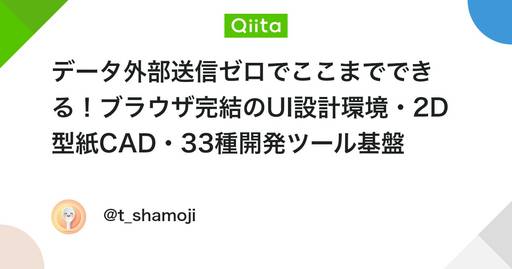 Qiita
データ外部送信ゼロでここまででき
る！ブラウザ完結のUI設計環境・2D
型紙CAD・33種開発ツール基盤
@t_shamoji